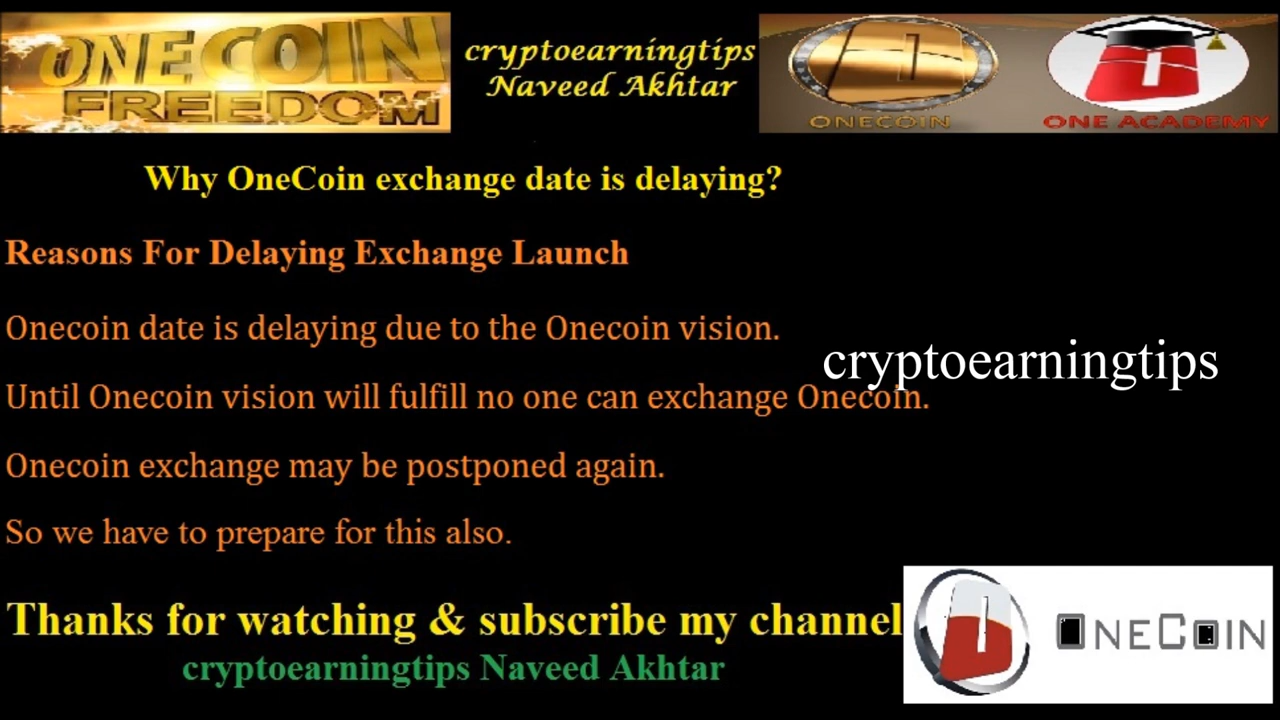 ONE COIN
FREEDOM
cryptoearningtips
Naveed Akhtar
ONECOIN
ONE ACADEMY
Why OneCoin exchange date is delaying?
Reasons For Delaying Exchange Launch
Onecoin date is delaying due to the Onecoin vision.
cryptoearningtips
Until Onecoin vision will fulfill no one can exchange Onecoin.
Onecoin exchange may be postponed again.
So we have to prepare for this also.
Thanks for watching & subscribe my channel
cryptoearningtips Naveed Akhtar
ONECOIN